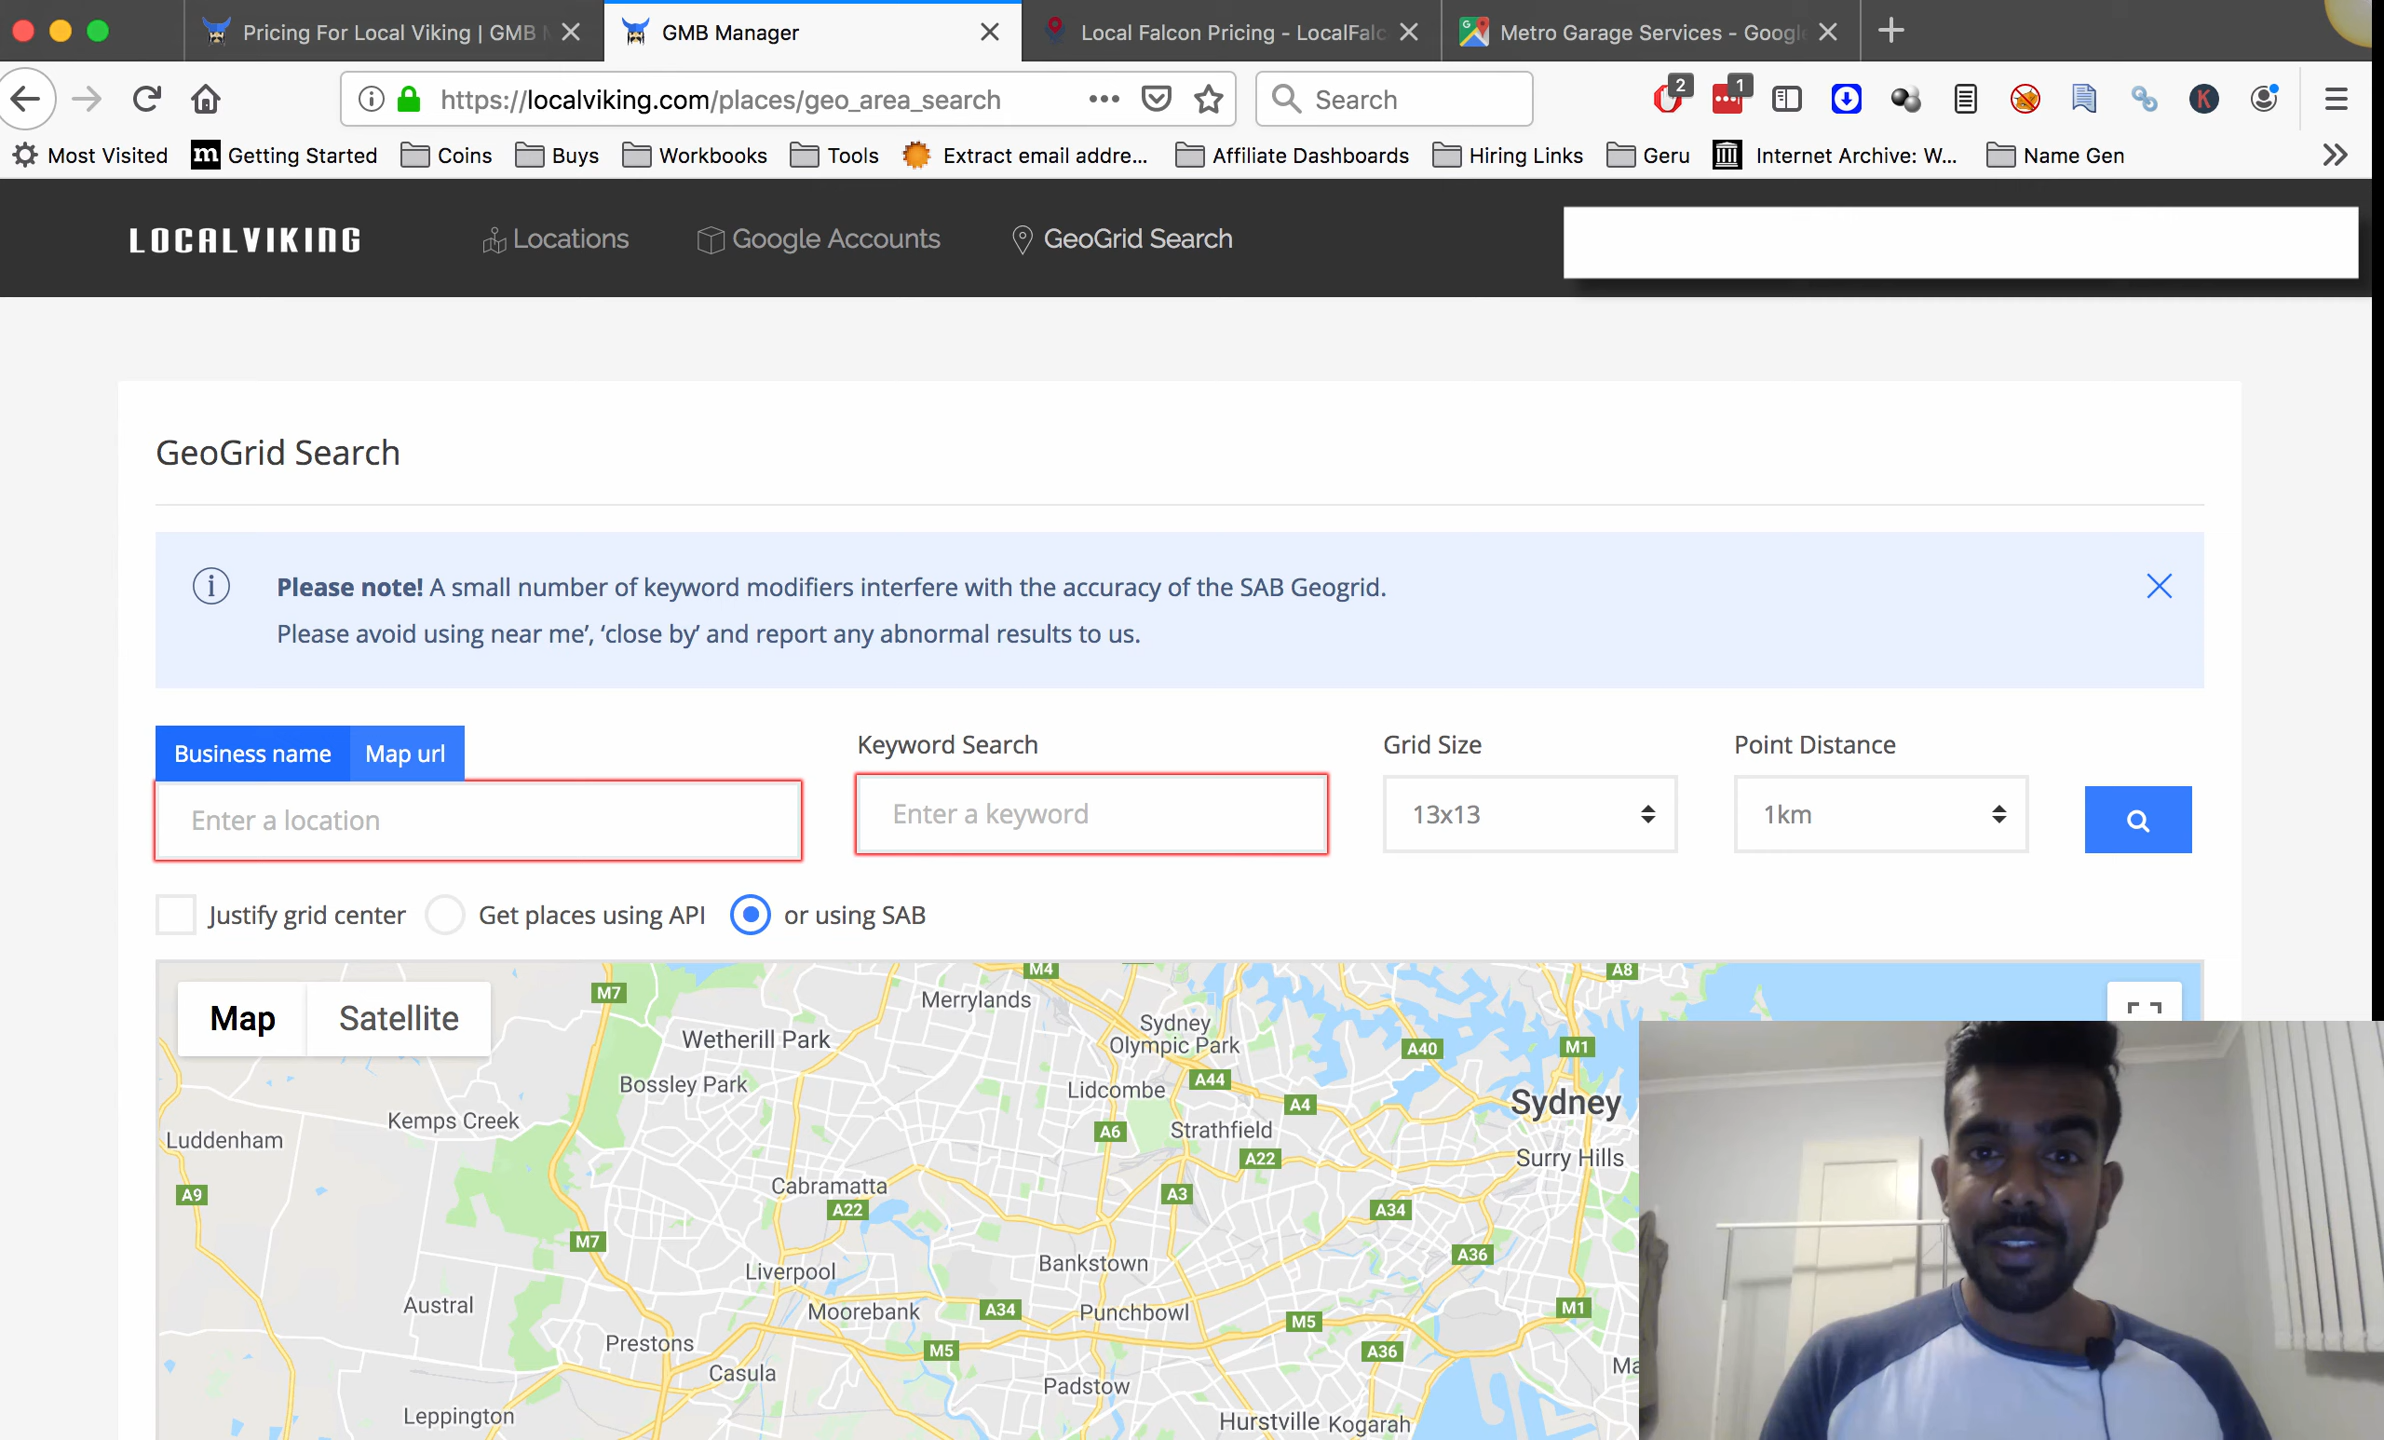 Pricing For Local Viking | GMB
GMB Manager
Local Falcon Pricing - LocalFalc
Metro Garage Services - Googl
https://localviking.com/places/geo_area_search
Search
2
1
K
Most Visited
m Getting Started
Coins
Buys
Workbooks
Tools
Extract email addre...
Affiliate Dashboards
Hiring Links
Geru
Internet Archive: W...
Name Gen
LOCALVIKING
Locations
Google Accounts
GeoGrid Search
GeoGrid Search
Please note! A small number of keyword modifiers interfere with the accuracy of the SAB Geogrid.
Please avoid using near me’, ‘close by’ and report any abnormal results to us.
Business name
Map url
Keyword Search
Grid Size
Point Distance
Enter a location
Enter a keyword
13x13
1km
Justify grid center
Get places using API
or using SAB
Map
Satellite
M7
M4
A8
Merrylands
Wetherill Park
Sydney
Olympic Park
A40
M1
Bossley Park
Lidcombe
A44
Kemps Creek
A4
Sydney
Luddenham
A6
Strathfield
A22
Surry Hills
Cabramatta
A9
A22
A3
A34
M7
Bankstown
A36
Liverpool
Austral
Moorebank
A34
Punchbowl
M5
M1
Prestons
M5
A36
Casula
Ma
Padstow
Leppington
Hurstville
Kogarah